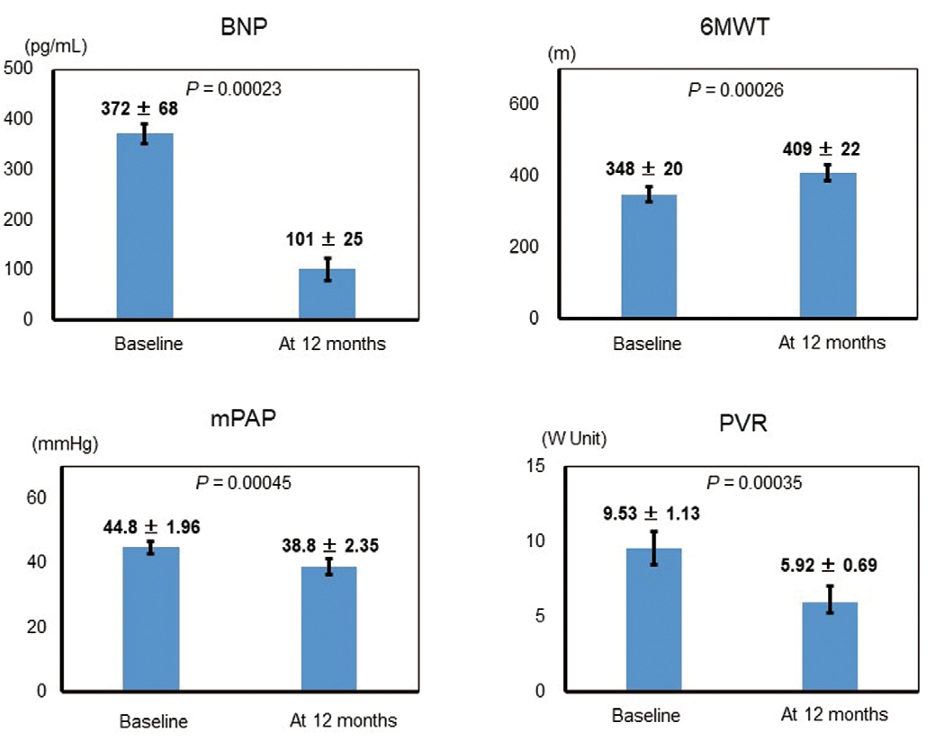 BNP
(pg/mL)
500
P = 0.00023
372 ± 68
400
300
101 ± 25
200
100
0
Baseline At 12 months
6MWT
(m)
P = 0.00026
600
409 ± 22
348 ± 20
400
200
0
Baseline At 12 months
mPAP
(mmHg)
P = 0.00045
60
44.8 ± 1.96
38.8 ± 2.35
40
20
0
Baseline At 12 months
PVR
(W Unit)
15
P = 0.00035
9.53 ± 1.13
10
5.92 ± 0.69
5
0
Baseline At 12 months